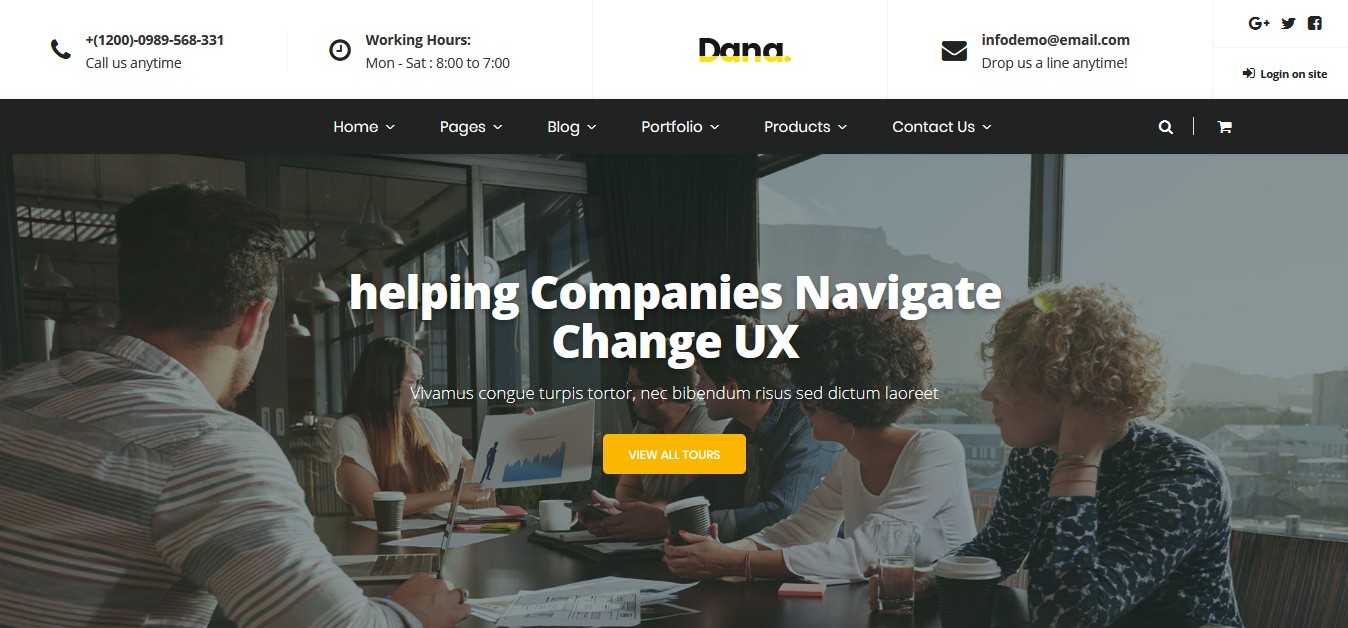 +(1200)-0989-568-331
Call us anytime
Working Hours:
Mon - Sat : 8:00 to 7:00
Dana.
infodemo@email.com
Drop us a line anytime!
G+
Login on site
Home
Pages
Blog
Portfolio
Products
Contact Us
helping Companies Navigate
Change UX
Vivamus congue turpis tortor, nec bibendum risus sed dictum laoreet
VIEW ALL TOURS